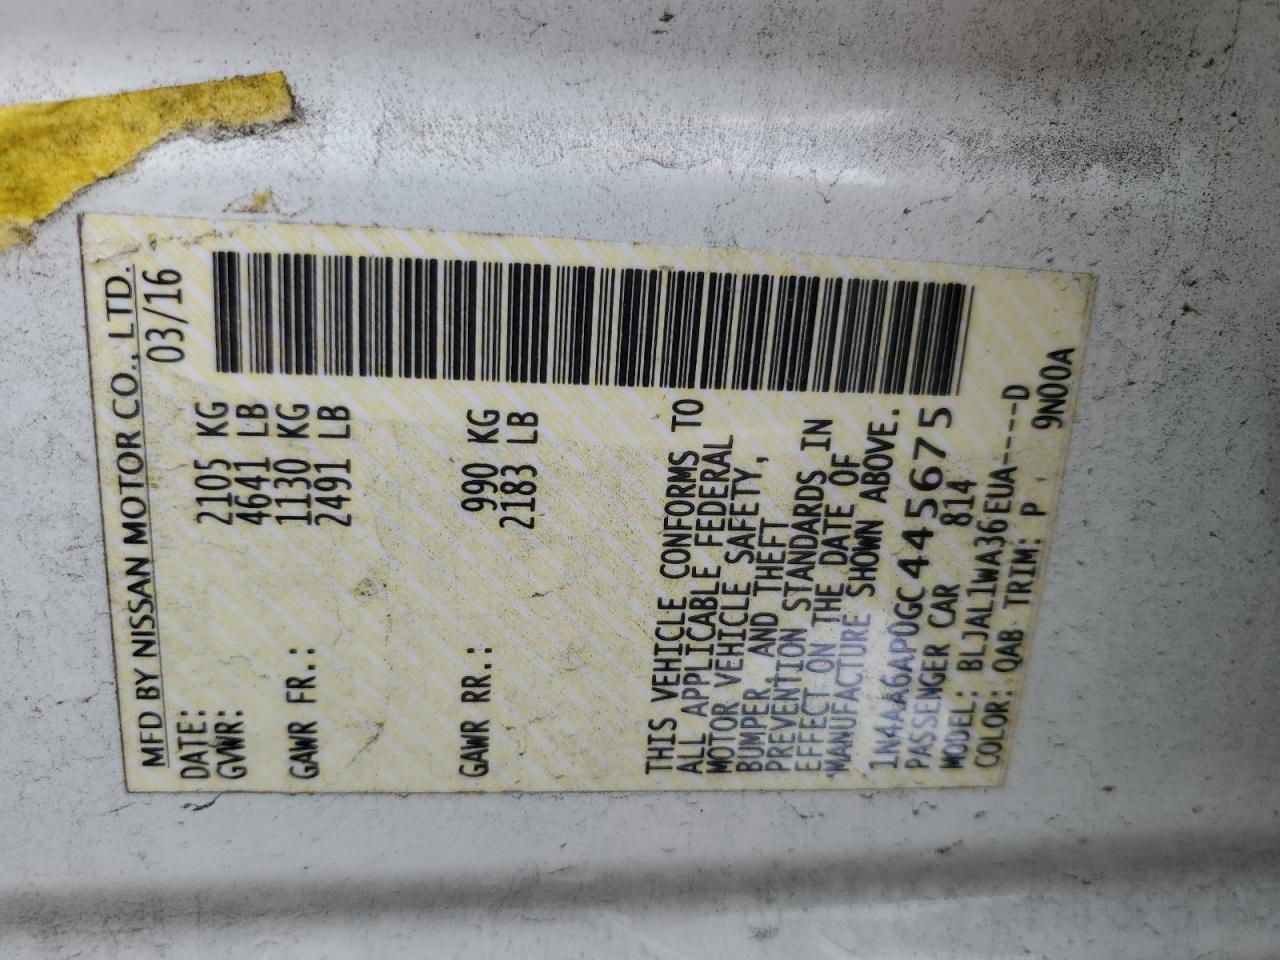 MFD BY NISSAN MOTOR CO., LTD.
DATE: 03/16
GVWR: 2105 KG
4641 LB
GAWR FR.: 1130 KG
2491 LB
GAWR RR.: 990 KG
2183 LB
THIS VEHICLE CONFORMS TO
ALL APPLICABLE FEDERAL
MOTOR VEHICLE SAFETY,
BUMPER, AND THEFT
PREVENTION STANDARDS IN
EFFECT ON THE DATE OF
MANUFACTURE SHOWN ABOVE.
1N4AA6AP0GC445675
PASSENGER CAR 814
MODEL: BLJAL1WA36EUA----D
COLOR: QAB TRIM: P 9N00A